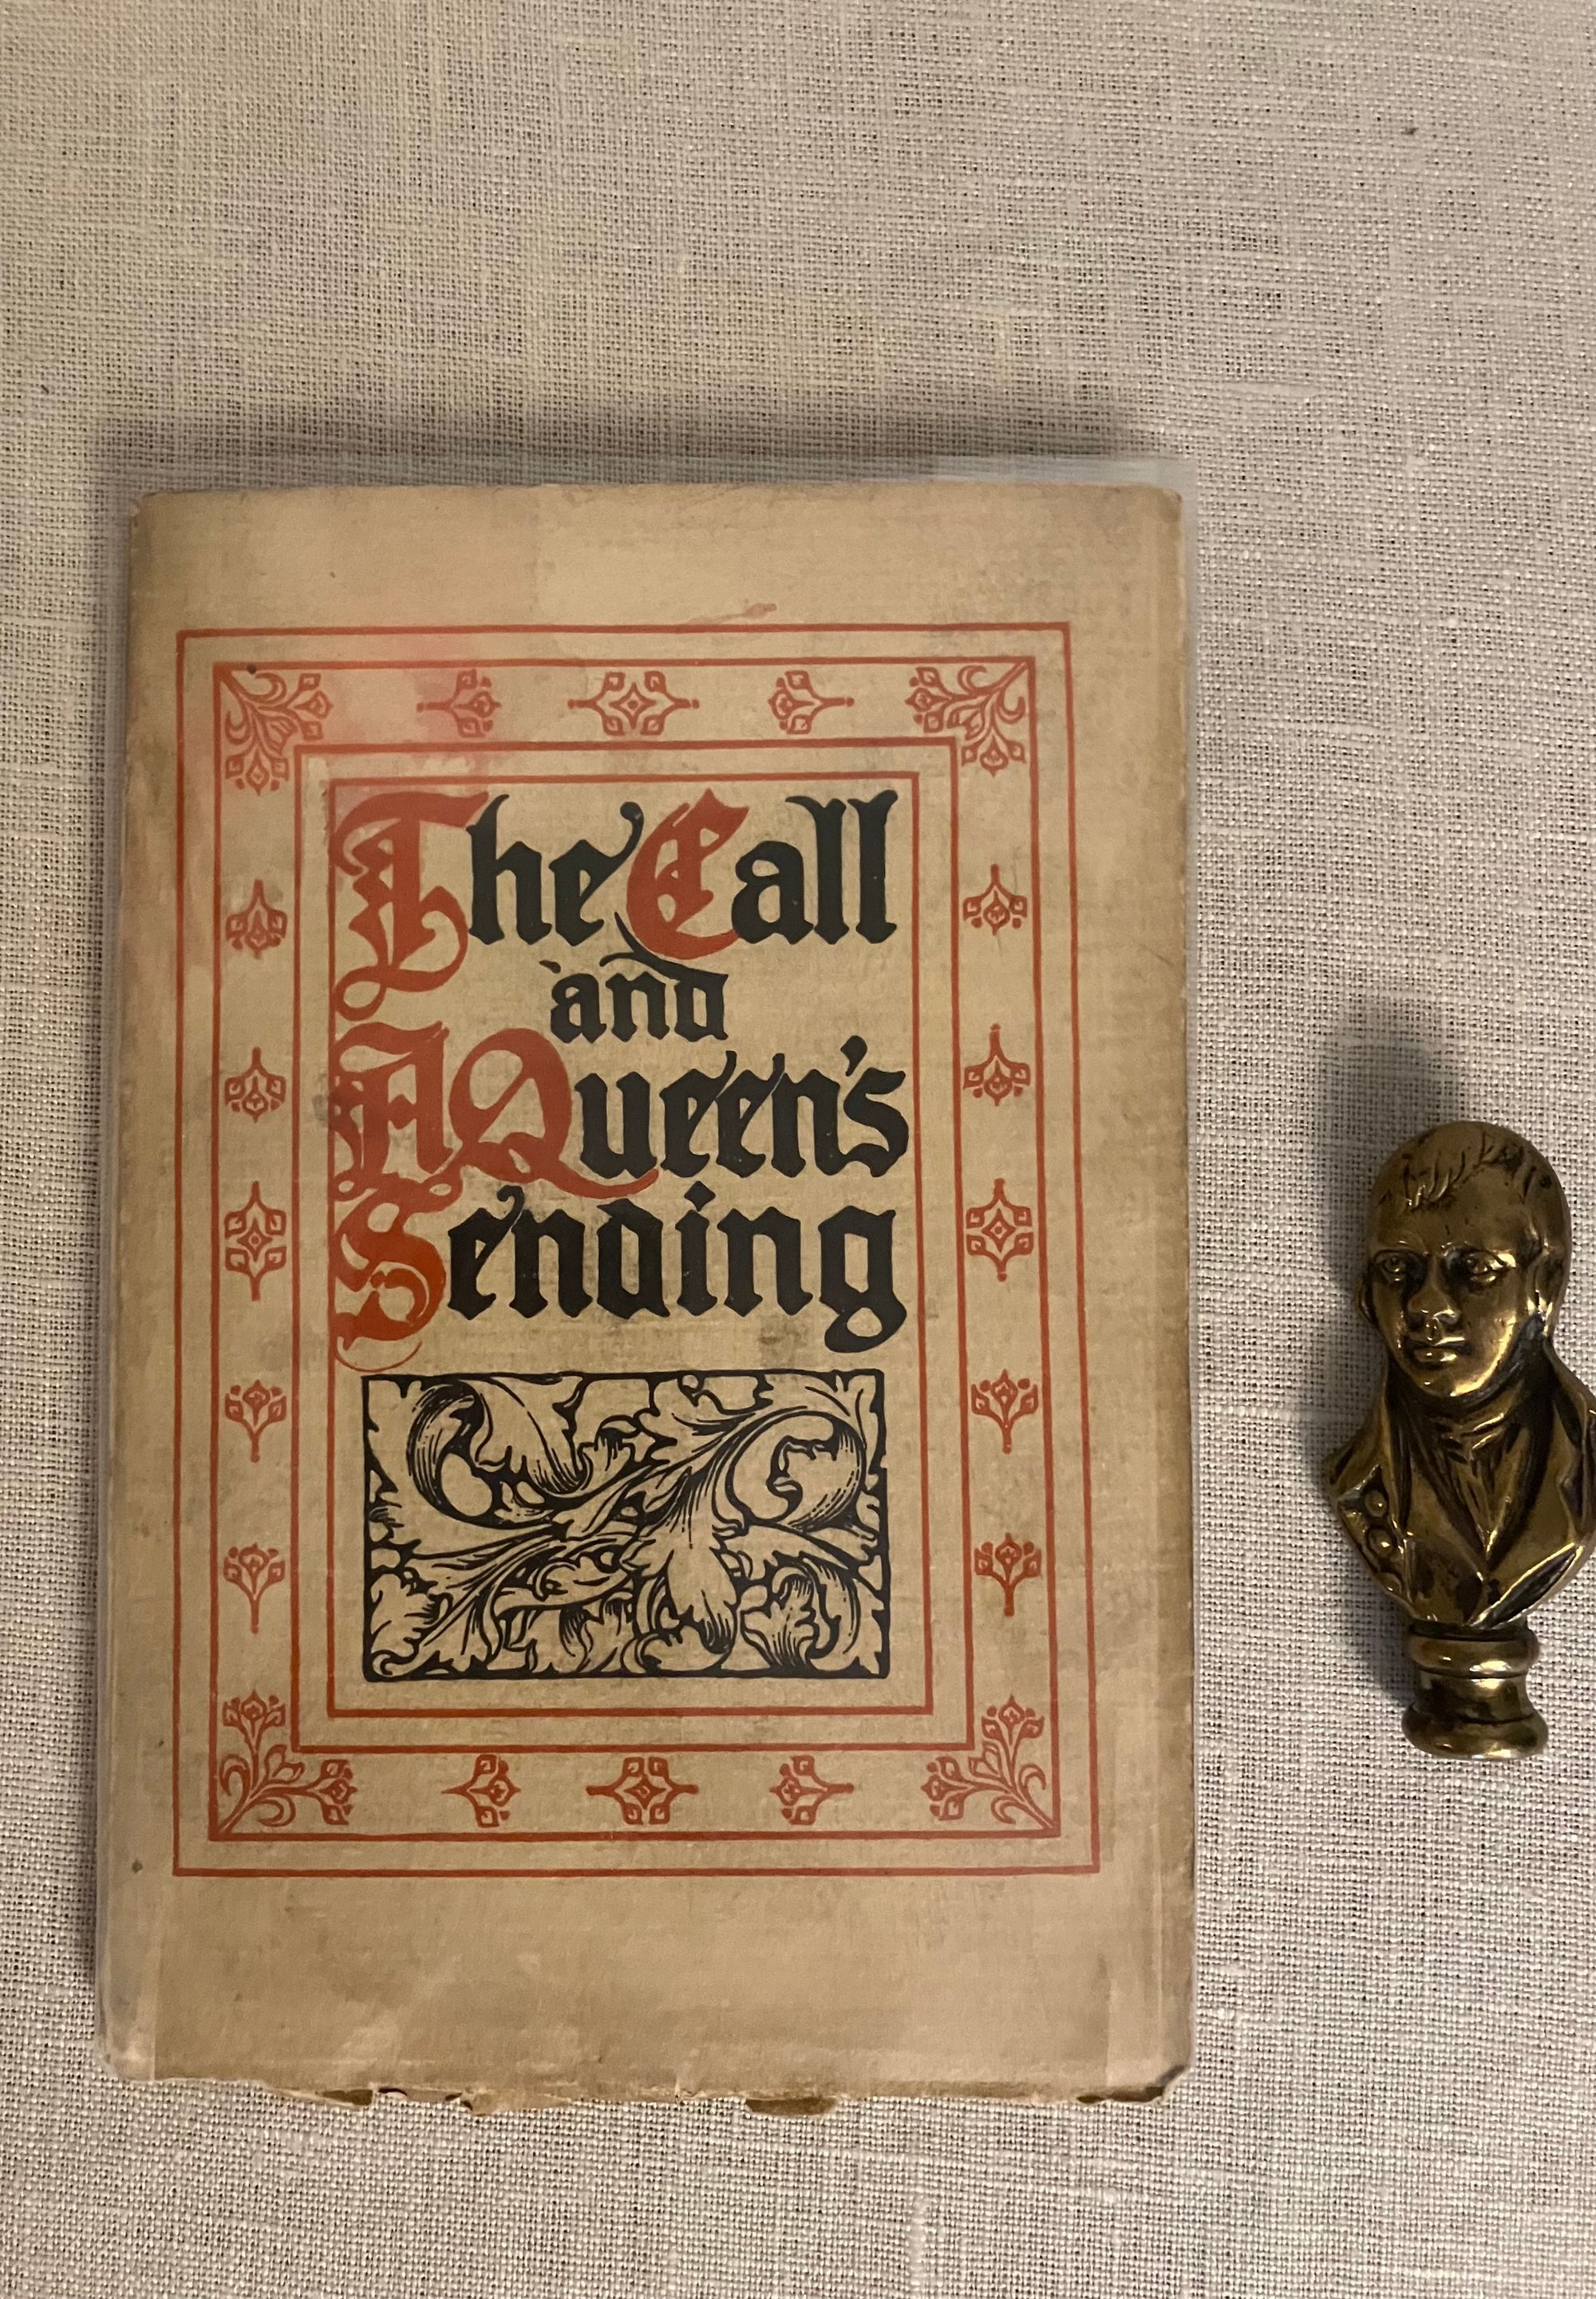 The Call
and
A Queen's
Sending